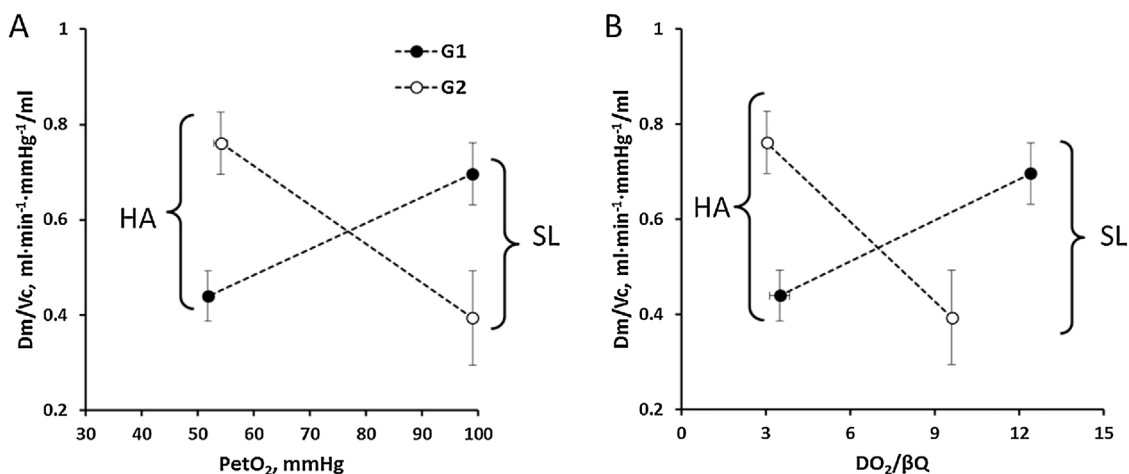 A
Dm/Vc, ml·min⁻¹·mmHg⁻¹/ml
1
0.8
0.6
0.4
0.2
G1
G2
HA
SL
30 40 50 60 70 80 90 100
PetO₂, mmHg
B
Dm/Vc, ml·min⁻¹·mmHg⁻¹/ml
1
0.8
0.6
0.4
0.2
HA
SL
0 3 6 9 12 15
DO₂/βQ